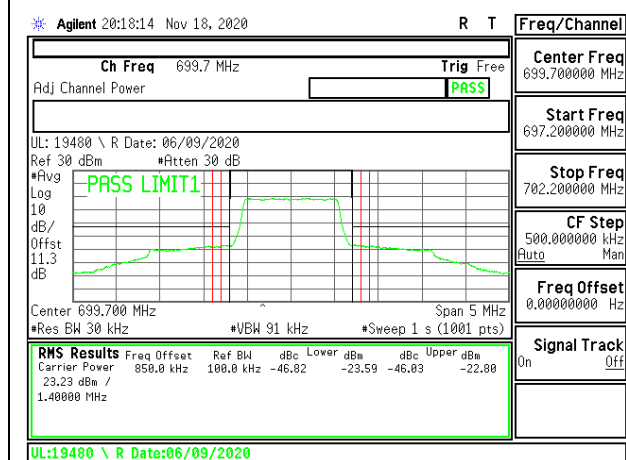 Agilent 20:18:14 Nov 18, 2020 R T
Freq/Channel
Ch Freq 699.7 MHz Trig Free
Adj Channel Power PASS
UL: 19480 \ R Date: 06/09/2020
Ref 30 dBm #Atten 30 dB
#Avg
Log
10
dB/
Offst
11.3
dB
PASS LIMIT1
Center 699.700 MHz Span 5 MHz
#Res BW 30 kHz #VBW 91 kHz #Sweep 1 s (1001 pts)
RMS Results Freq Offset Ref BW dBc Lower dBm dBc Upper dBm
Carrier Power 850.0 kHz 100.0 kHz -46.82 -23.59 -46.03 -22.80
23.23 dBm /
1.40000 MHz
UL:19480 \ R Date:06/09/2020
Center Freq
699.700000 MHz
Start Freq
697.200000 MHz
Stop Freq
702.200000 MHz
CF Step
500.000000 kHz
Auto Man
Freq Offset
0.00000000 Hz
Signal Track
On Off